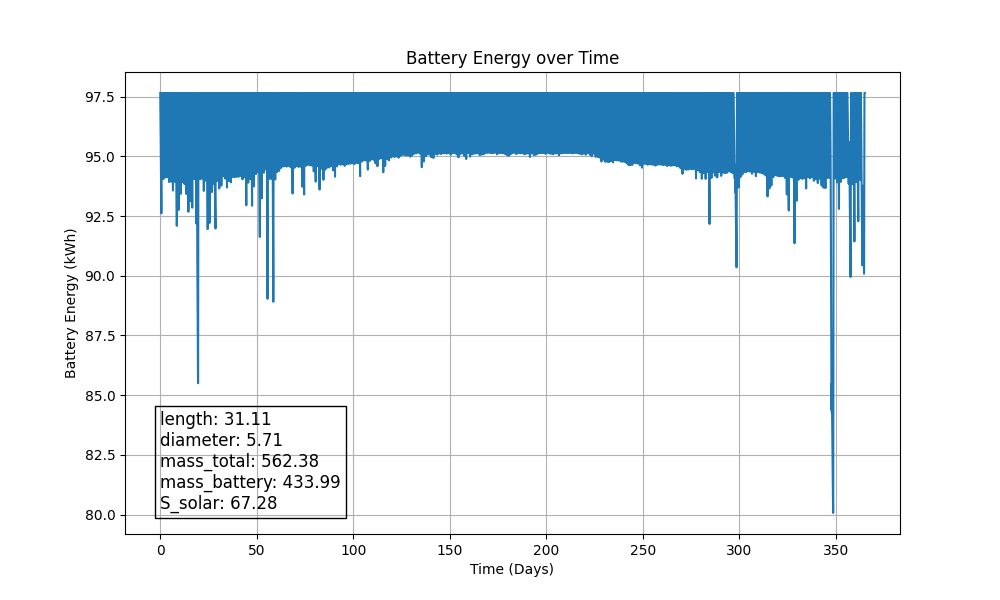 Battery Energy over Time
Battery Energy (kWh)
97.5
95.0
92.5
90.0
87.5
85.0
82.5
80.0
length: 31.11
diameter: 5.71
mass_total: 562.38
mass_battery: 433.99
S_solar: 67.28
0 50 100 150 200 250 300 350
Time (Days)